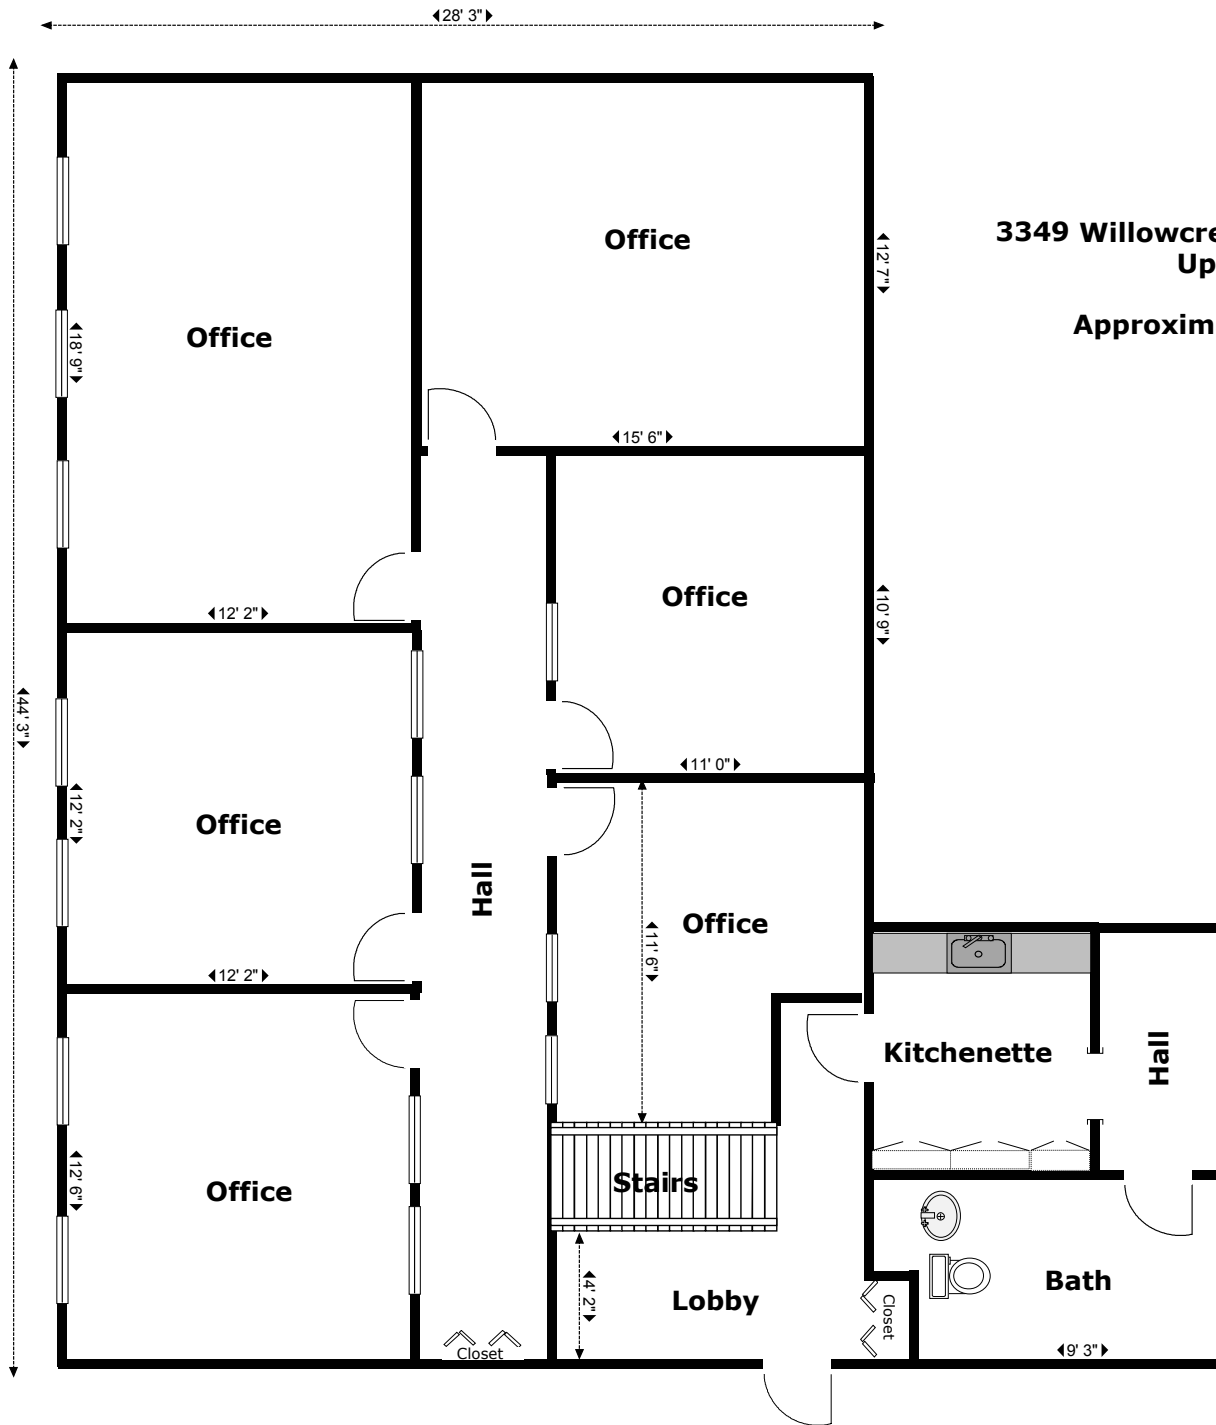 28' 3"
3349 Willowcre
Up
Approxim
Office
12' 7"
Office
18' 9"
15' 6"
Office
10' 9"
12' 2"
44' 3"
11' 0"
Office
12' 2"
Hall
Office
11' 6"
12' 2"
Kitchenette
Hall
Office
12' 6"
Stairs
Lobby
4' 2"
Closet
Bath
9' 3"
Closet